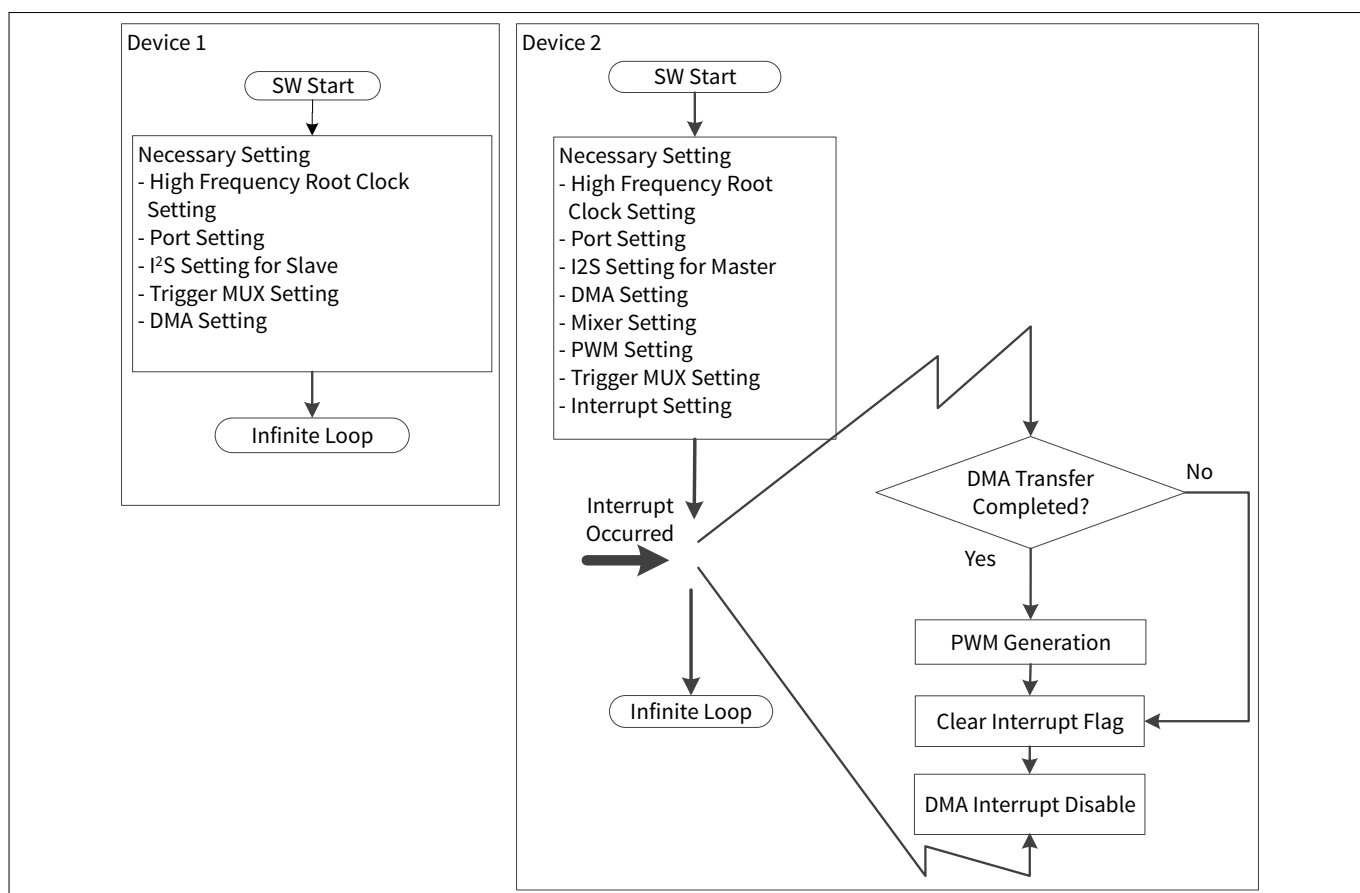 Device 1
SW Start
Necessary Setting
- High Frequency Root Clock
Setting
- Port Setting
- I²S Setting for Slave
- Trigger MUX Setting
- DMA Setting
Infinite Loop
Device 2
SW Start
Necessary Setting
- High Frequency Root
Clock Setting
- Port Setting
- I2S Setting for Master
- DMA Setting
- Mixer Setting
- PWM Setting
- Trigger MUX Setting
- Interrupt Setting
Interrupt
Occurred
Infinite Loop
DMA Transfer
Completed?
No
Yes
PWM Generation
Clear Interrupt Flag
DMA Interrupt Disable